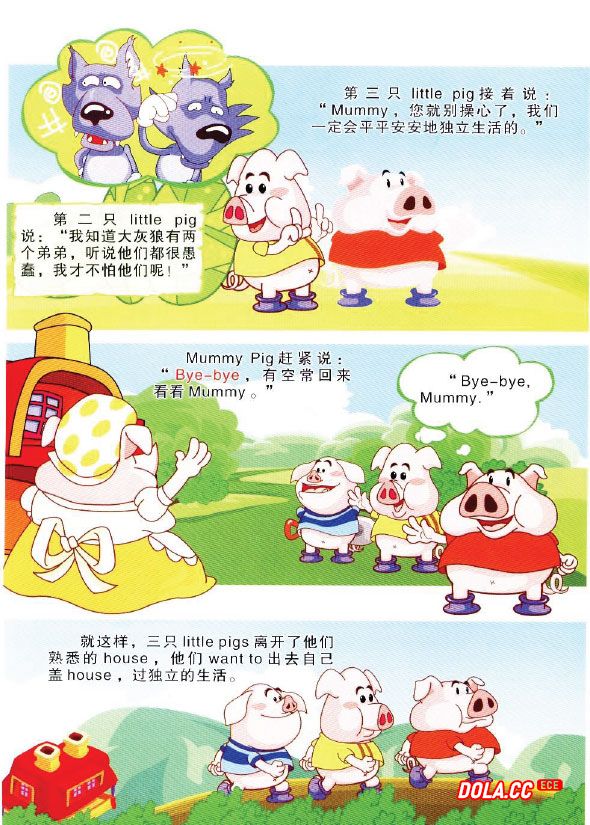 第三只 little pig 接着说：
“Mummy，您就别操心了，我们
一定会平平安安地独立生活的。”
第二只 little pig
说：“我知道大灰狼有两
个弟弟，听说他们都很愚
蠢，我才不怕他们呢！”
Mummy Pig 赶紧说：
“Bye-bye，有空常回来
看看 Mummy。”
“Bye-bye,
Mummy.”
就这样，三只 little pigs 离开了他们
熟悉的 house，他们 want to 出去自己
盖 house，过独立的生活。
DOLA.CC ECE